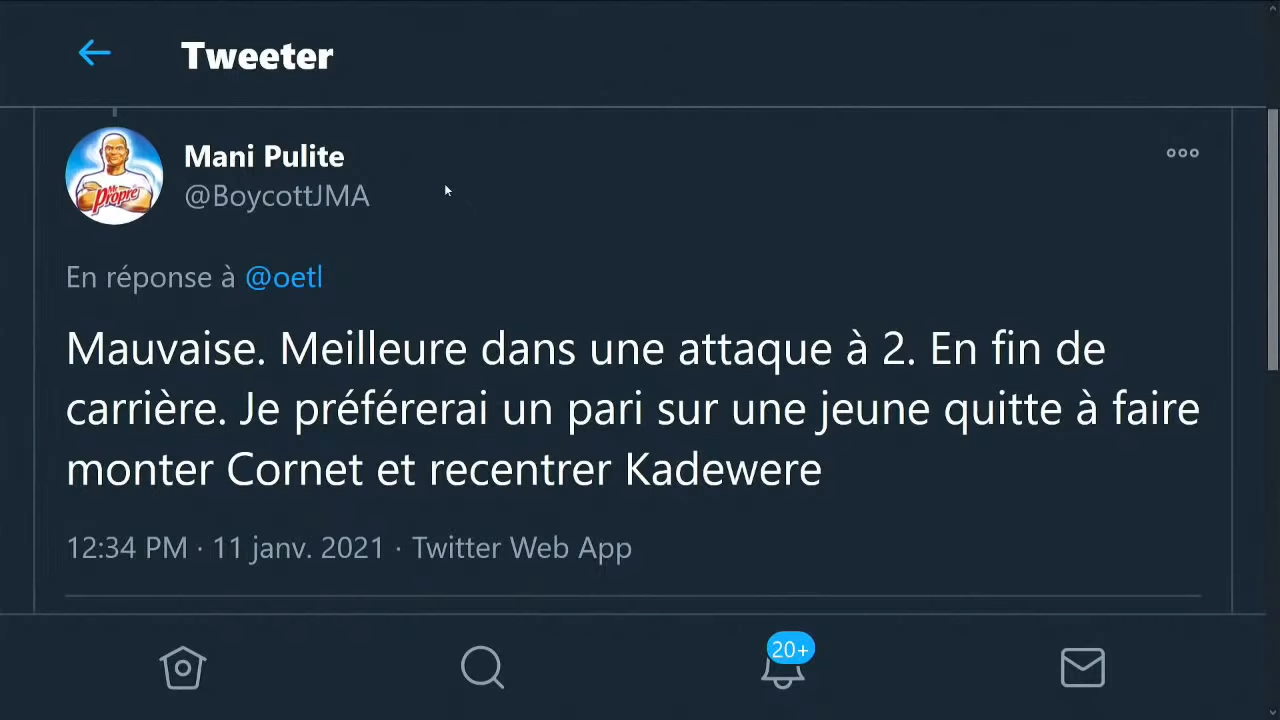 Tweeter
Mani Pulite
@BoycottJMA
Mr Propre
En réponse à @oetl
Mauvaise. Meilleure dans une attaque à 2. En fin de
carrière. Je préférerai un pari sur une jeune quitte à faire
monter Cornet et recentrer Kadewere
12:34 PM · 11 janv. 2021 · Twitter Web App
20+